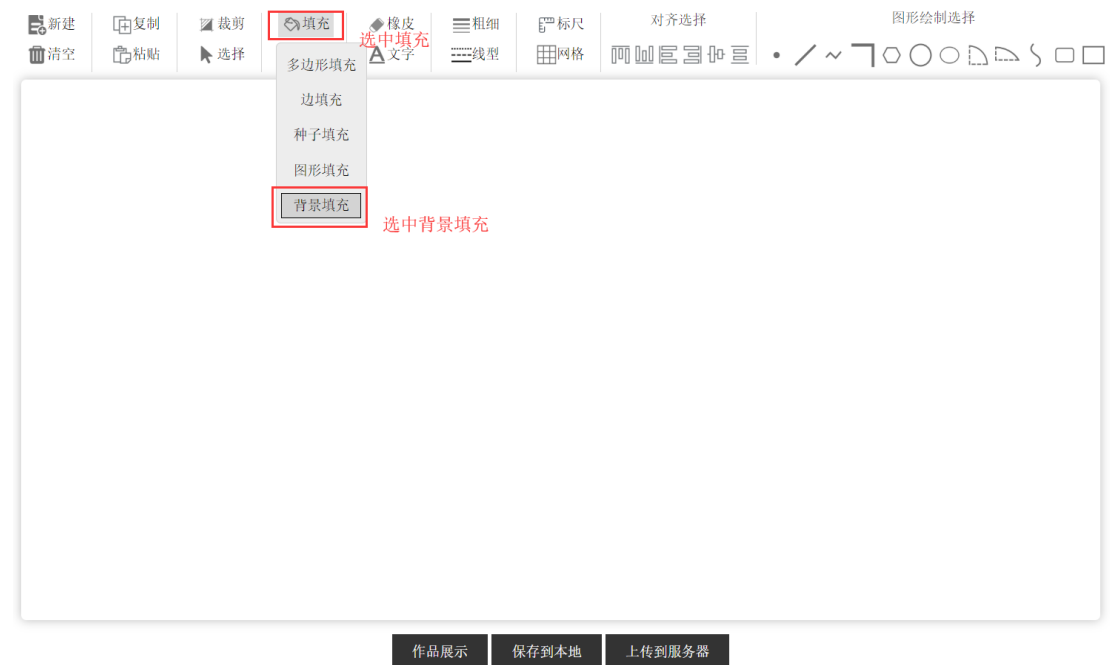 新建 复制 裁剪 填充 橡皮 粗细 标尺 对齐选择 图形绘制选择
选中填充
清空 粘贴 选择 文字 线型 网格
多边形填充
边填充
种子填充
图形填充
背景填充
选中背景填充
作品展示 保存到本地 上传到服务器